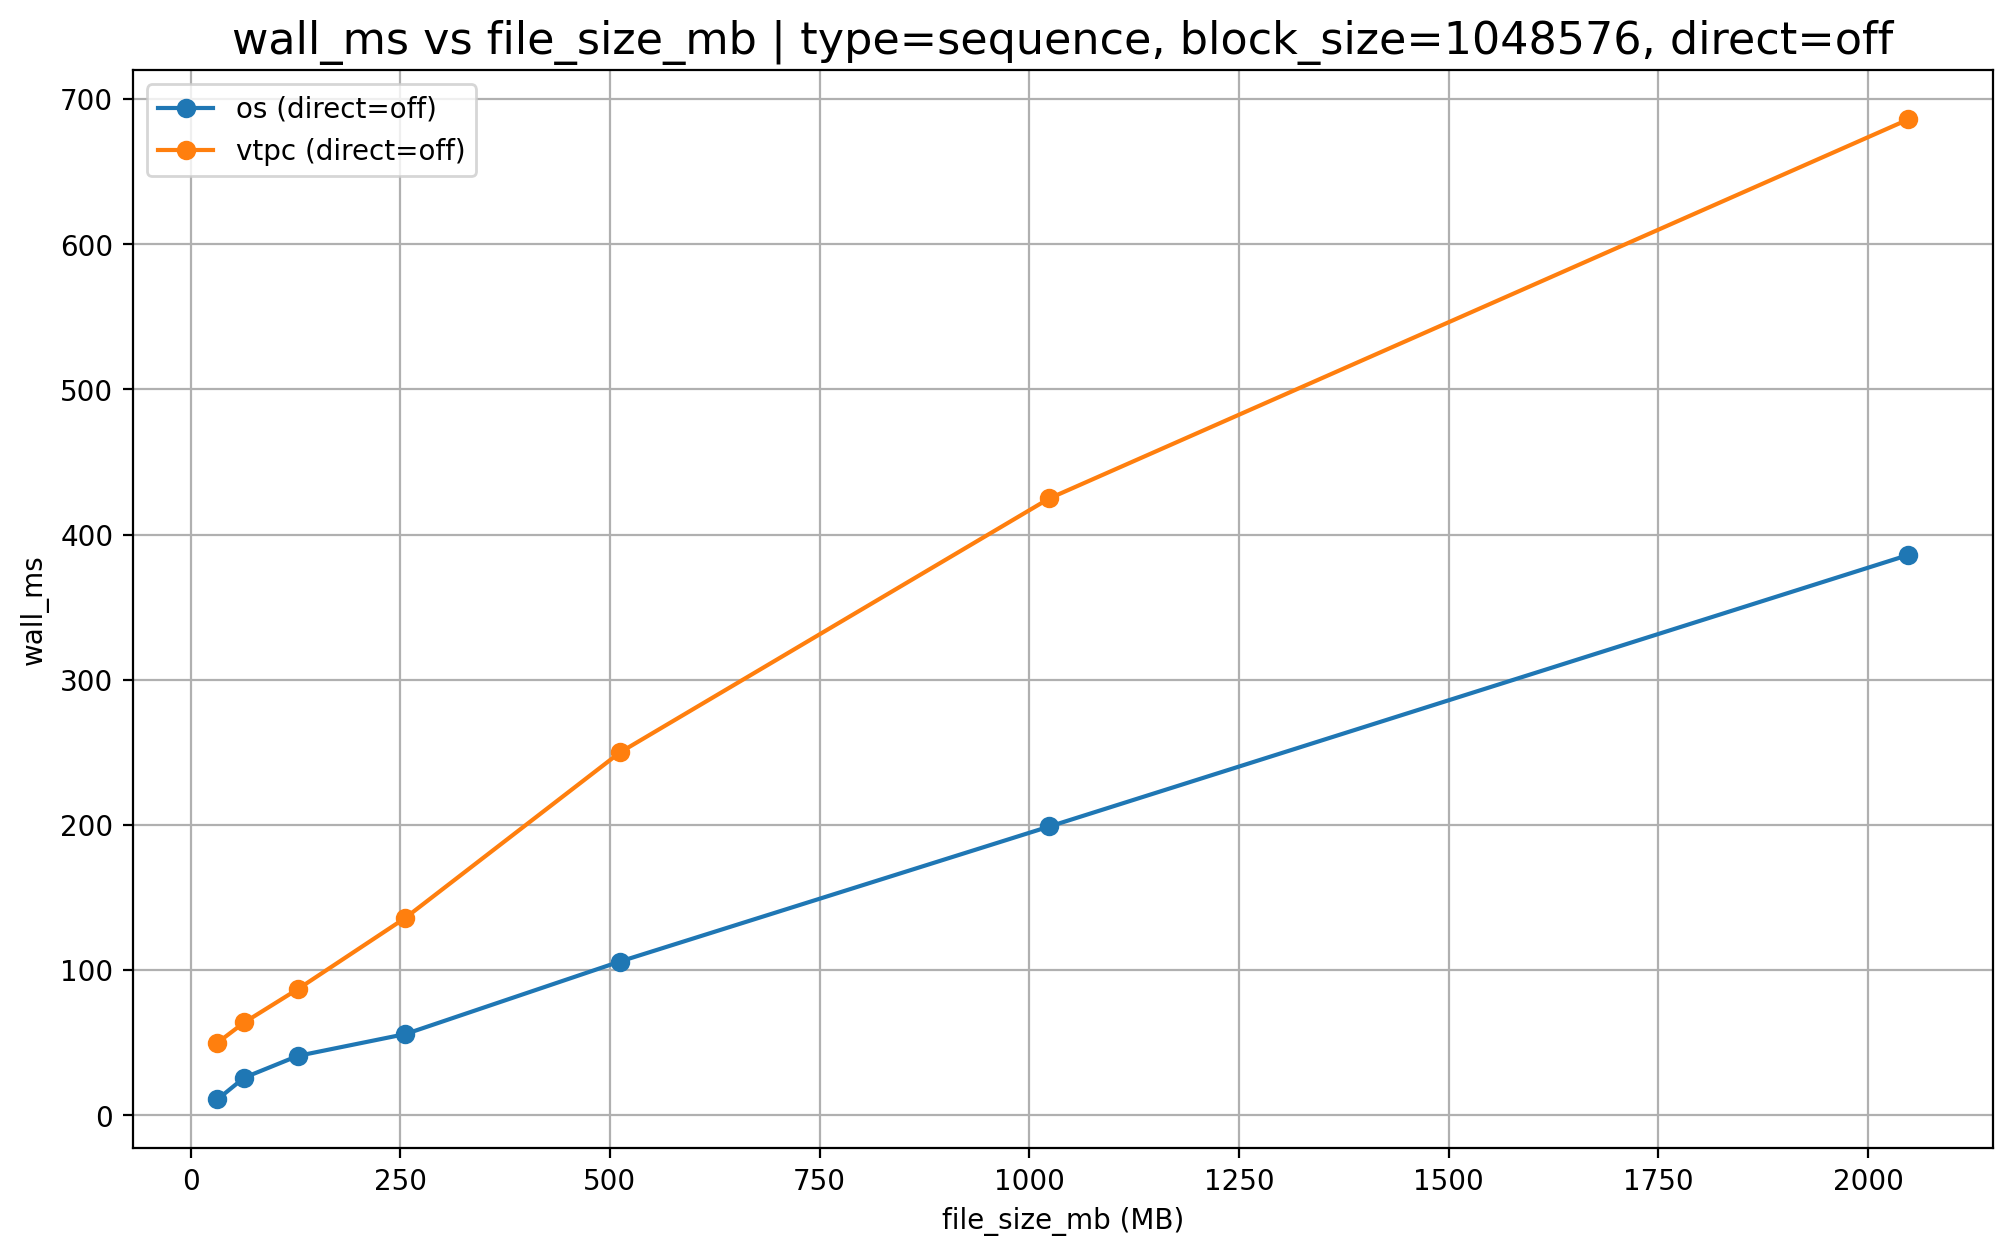 wall_ms vs file_size_mb | type=sequence, block_size=1048576, direct=off
os (direct=off)
vtpc (direct=off)
700
600
500
400
300
200
100
0
wall_ms
0 250 500 750 1000 1250 1500 1750 2000
file_size_mb (MB)